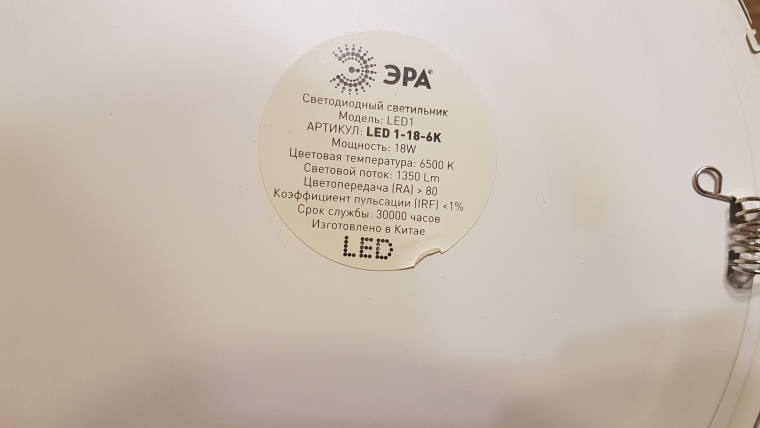 ЭРА®
Светодиодный светильник
Модель: LED1
АРТИКУЛ: LED 1-18-6K
Мощность: 18W
Цветовая температура: 6500 К
Световой поток: 1350 Lm
Цветопередача (RA) > 80
Коэффициент пульсации (IRF) <1%
Срок службы: 30000 часов
Изготовлено в Китае
LED